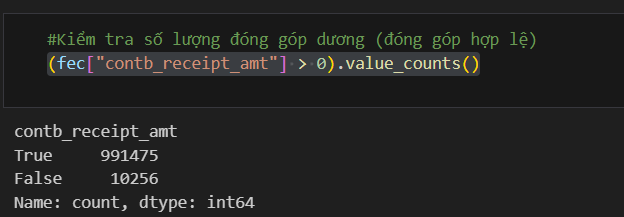 #Kiểm tra số lượng đóng góp dương (đóng góp hợp lệ)
(fec["contb_receipt_amt"] > 0).value_counts()
contb_receipt_amt
True     991475
False     10256
Name: count, dtype: int64